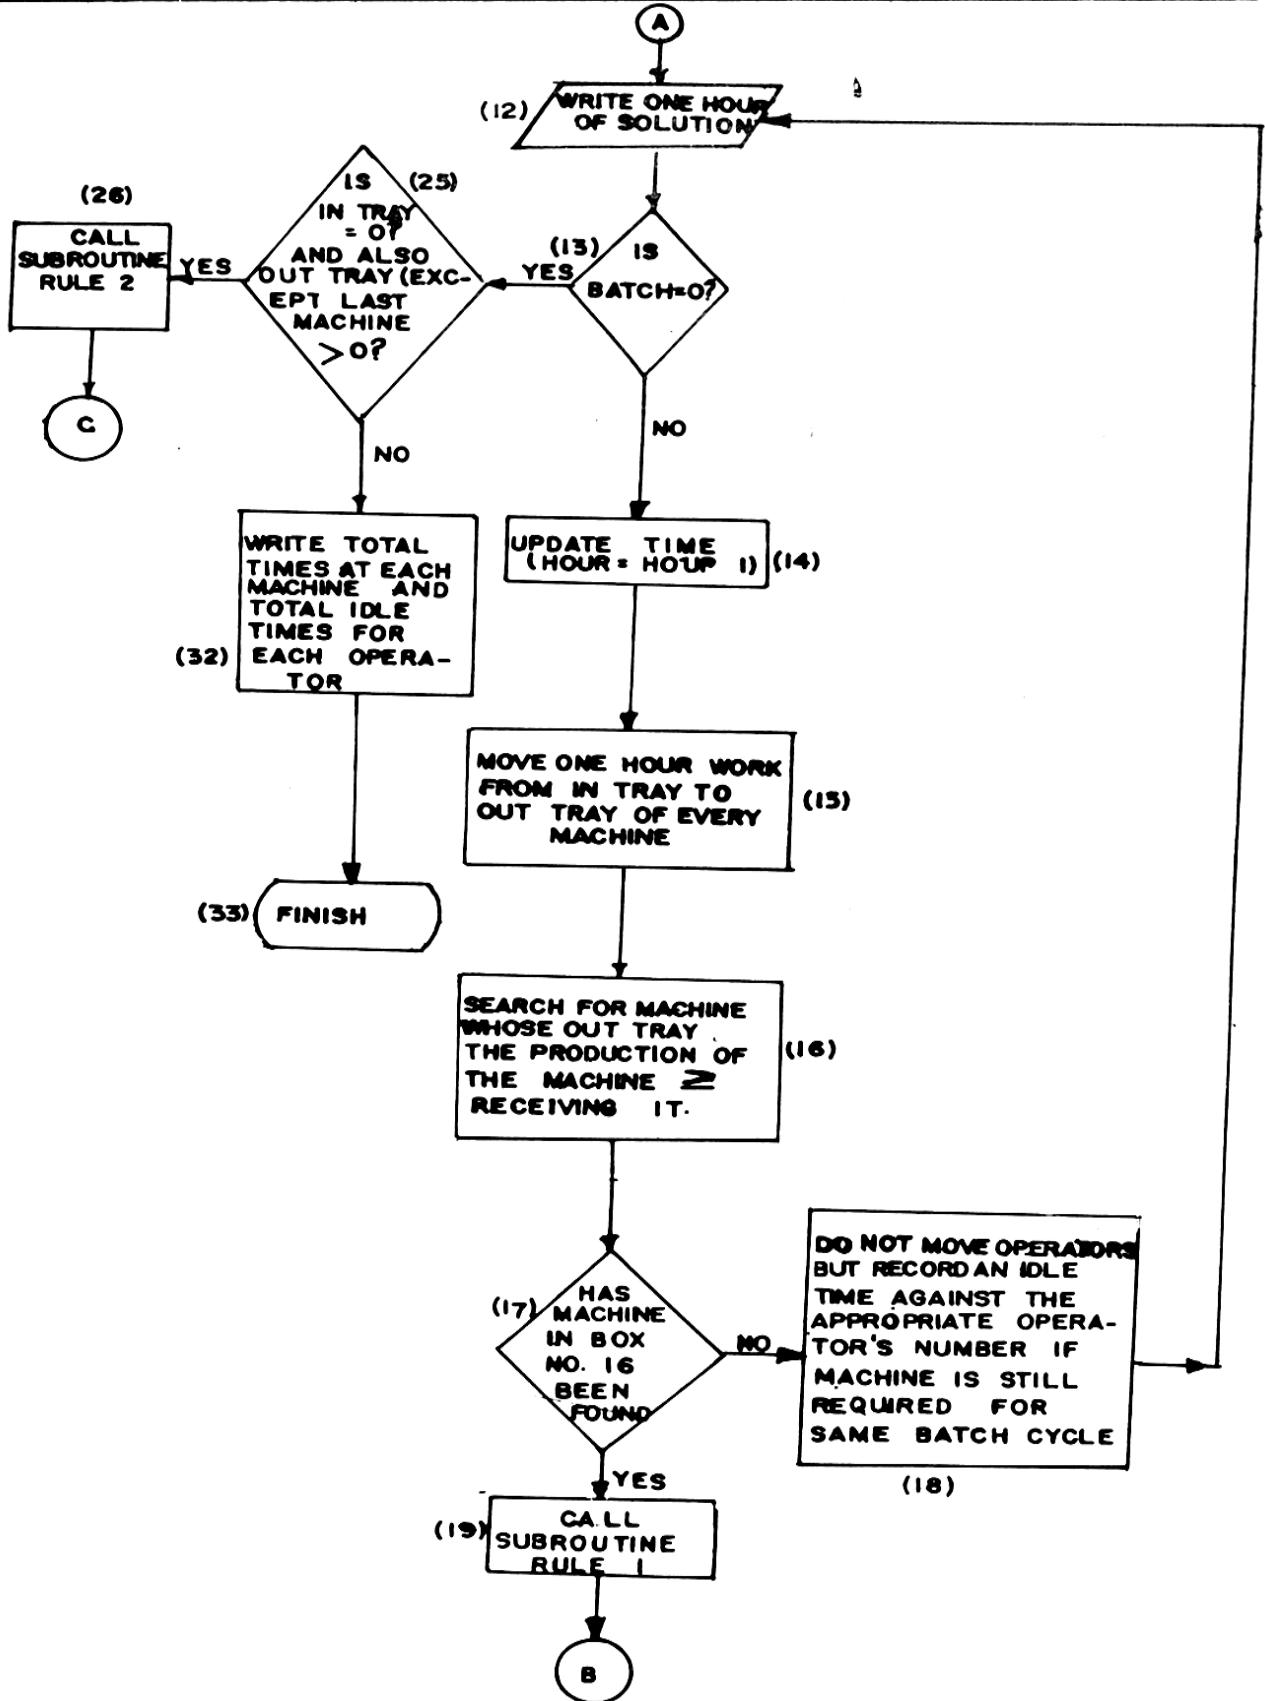 A
(12)
WRITE ONE HOUR
OF SOLUTION
(13)
IS
BATCH=0?
YES
NO
(25)
IS
IN TRAY
= 0?
AND ALSO
OUT TRAY (EXC-
EPT LAST
MACHINE
> 0?
YES
NO
(26)
CALL
SUBROUTINE
RULE 2
C
WRITE TOTAL
TIMES AT EACH
MACHINE AND
TOTAL IDLE
TIMES FOR
EACH OPERA-
TOR
(32)
(33)
FINISH
UPDATE TIME
(HOUR = HOUP 1)
(14)
MOVE ONE HOUR WORK
FROM IN TRAY TO
OUT TRAY OF EVERY
MACHINE
(15)
SEARCH FOR MACHINE
WHOSE OUT TRAY
THE PRODUCTION OF
THE MACHINE ≥
RECEIVING IT.
(16)
(17)
HAS
MACHINE
IN BOX
NO. 16
BEEN
FOUND
NO
YES
DO NOT MOVE OPERATORS
BUT RECORD AN IDLE
TIME AGAINST THE
APPROPRIATE OPERA-
TOR'S NUMBER IF
MACHINE IS STILL
REQUIRED FOR
SAME BATCH CYCLE
(18)
(19)
CALL
SUBROUTINE
RULE 1
B